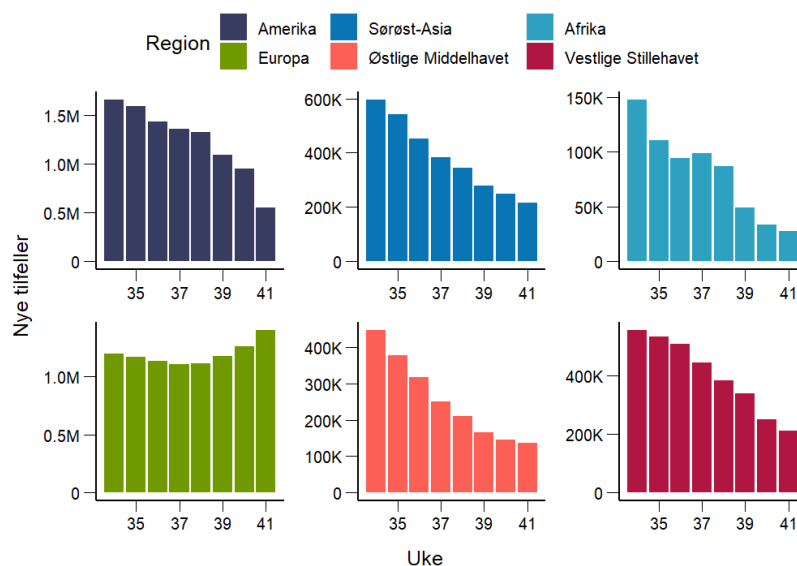 Region
Amerika
Sørøst-Asia
Afrika
Europa
Østlige Middelhavet
Vestlige Stillehavet
Nye tilfeller
1.5M
1.0M
0.5M
0
35 37 39 41
600K
400K
200K
0
35 37 39 41
150K
100K
50K
0
35 37 39 41
1.0M
0.5M
0
35 37 39 41
400K
300K
200K
100K
0
35 37 39 41
400K
200K
0
35 37 39 41
Uke